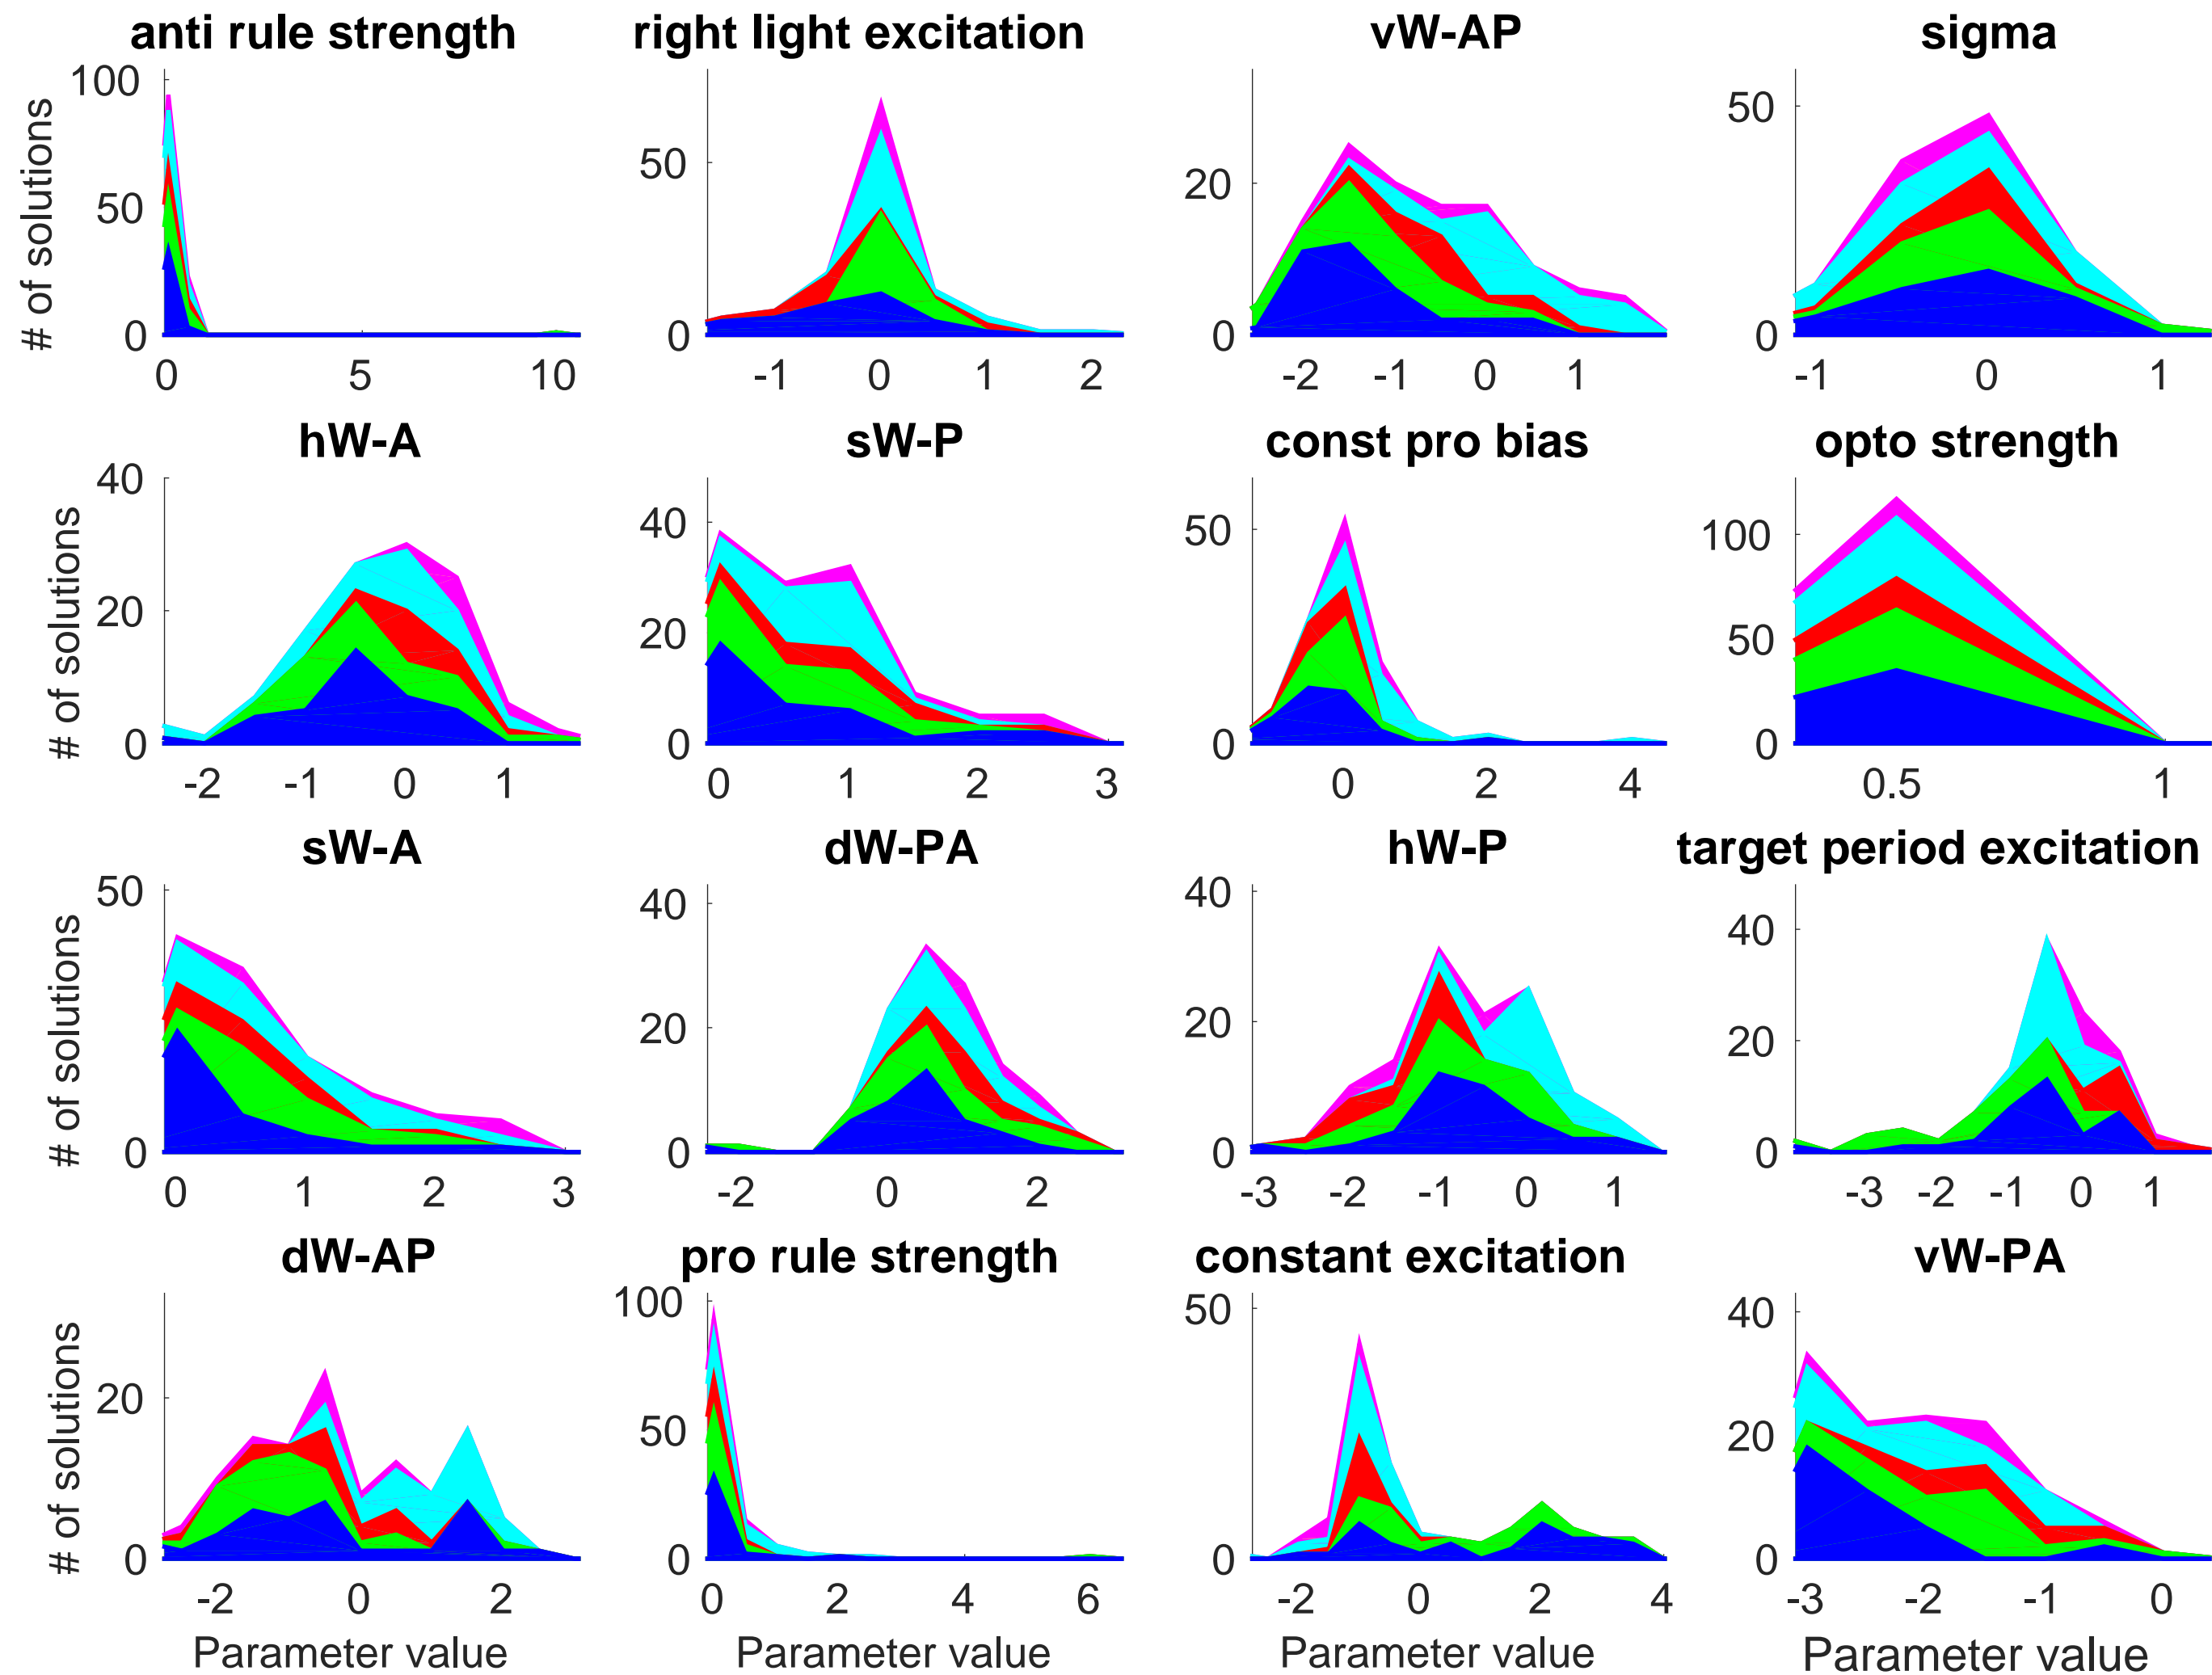 anti rule strength
right light excitation
vW-AP
sigma
# of solutions
100
50
0
0 5 10
50
0
-1 0 1 2
20
0
-2 -1 0 1
50
0
-1 0 1
hW-A
sW-P
const pro bias
opto strength
# of solutions
40
20
0
-2 -1 0 1
40
20
0
0 1 2 3
50
0
0 2 4
100
50
0
0.5 1
sW-A
dW-PA
hW-P
target period excitation
# of solutions
50
0
0 1 2 3
40
20
0
-2 0 2
40
20
0
-3 -2 -1 0 1
40
20
0
-3 -2 -1 0 1
dW-AP
pro rule strength
constant excitation
vW-PA
# of solutions
20
0
-2 0 2
Parameter value
100
50
0
0 2 4 6
Parameter value
50
0
-2 0 2 4
Parameter value
40
20
0
-3 -2 -1 0
Parameter value